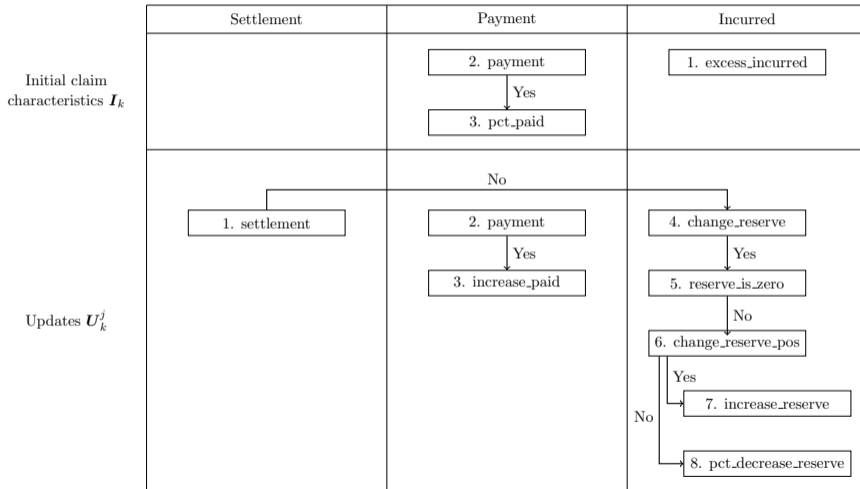 Settlement Payment Incurred
Initial claim
characteristics I_k
2. payment
1. excess_incurred
Yes
3. pct_paid
No
1. settlement
2. payment
4. change_reserve
Yes
Yes
3. increase_paid
5. reserve_is_zero
Updates U_k^j
No
6. change_reserve_pos
Yes
7. increase_reserve
No
8. pct_decrease_reserve